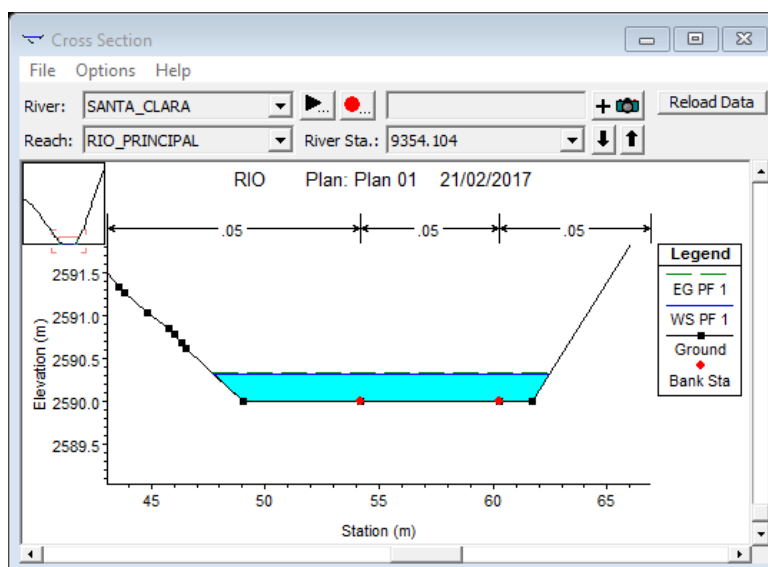 Cross Section
File Options Help
River: SANTA_CLARA ... ... Reload Data
Reach: RIO_PRINCIPAL River Sta.: 9354.104
RIO Plan: Plan 01 21/02/2017
.05 .05 .05
Legend
EG PF 1
WS PF 1
Ground
Bank Sta
Elevation (m)
2591.5
2591.0
2590.5
2590.0
2589.5
45 50 55 60 65
Station (m)